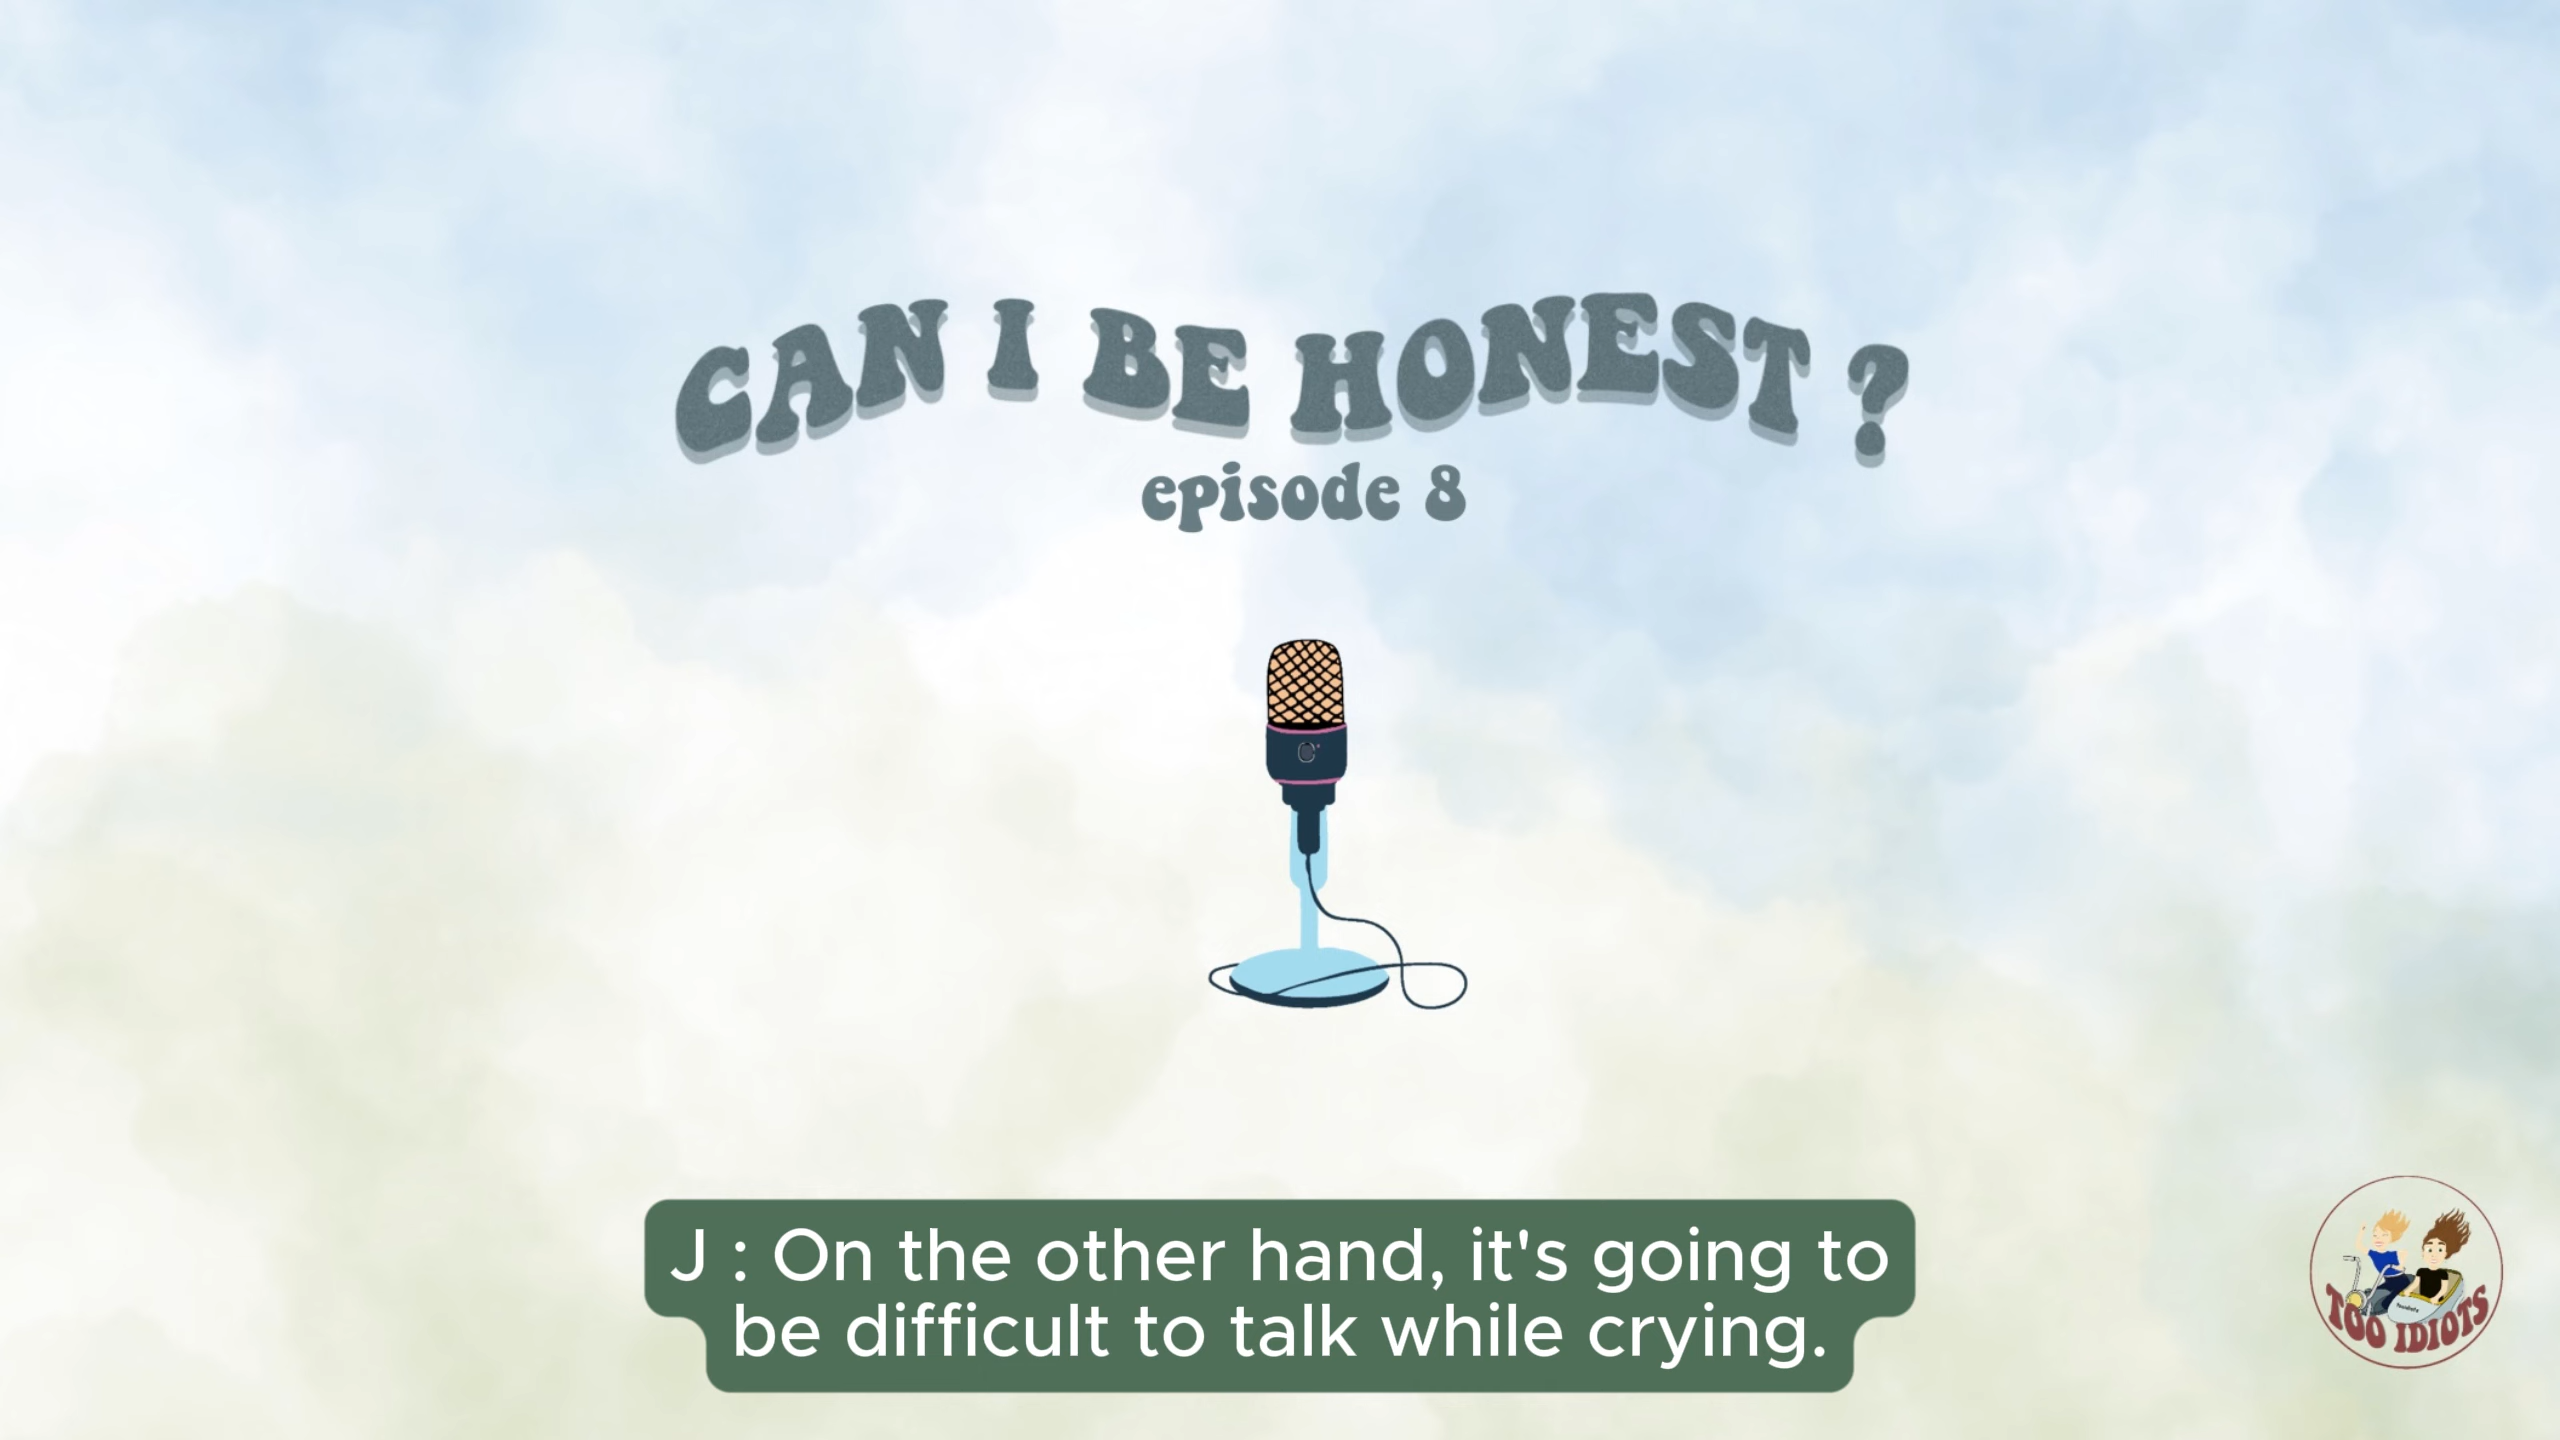 CAN I BE HONEST ?
episode 8
J : On the other hand, it's going to
be difficult to talk while crying.
TOO IDIOTS